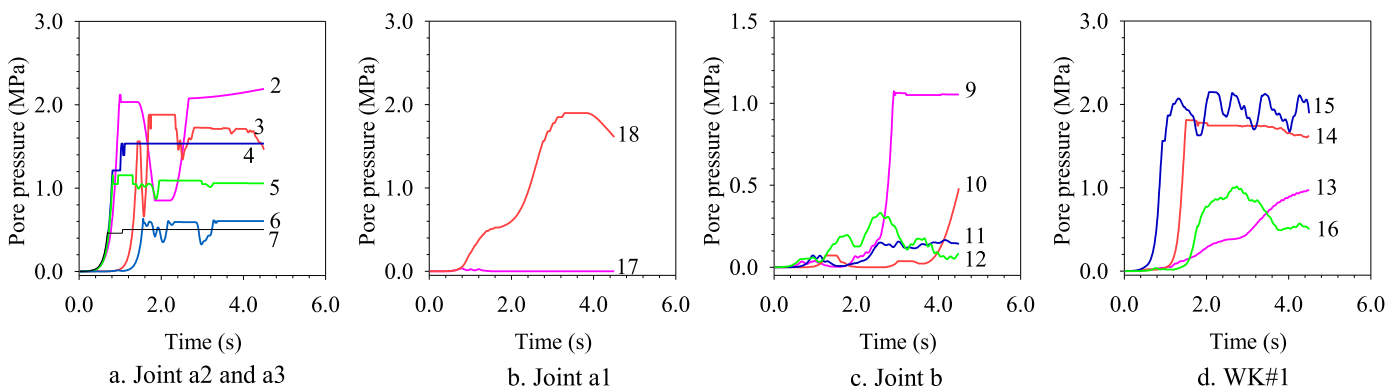 3.0
2.0
1.0
0.0
Pore pressure (MPa)
2
3
4
5
6
7
0.0 2.0 4.0 6.0
Time (s)
a. Joint a2 and a3
3.0
2.0
1.0
0.0
Pore pressure (MPa)
18
17
0.0 2.0 4.0 6.0
Time (s)
b. Joint a1
1.5
1.0
0.5
0.0
Pore pressure (MPa)
9
10
11
12
0.0 2.0 4.0 6.0
Time (s)
c. Joint b
3.0
2.0
1.0
0.0
Pore pressure (MPa)
15
14
13
16
0.0 2.0 4.0 6.0
Time (s)
d. WK#1